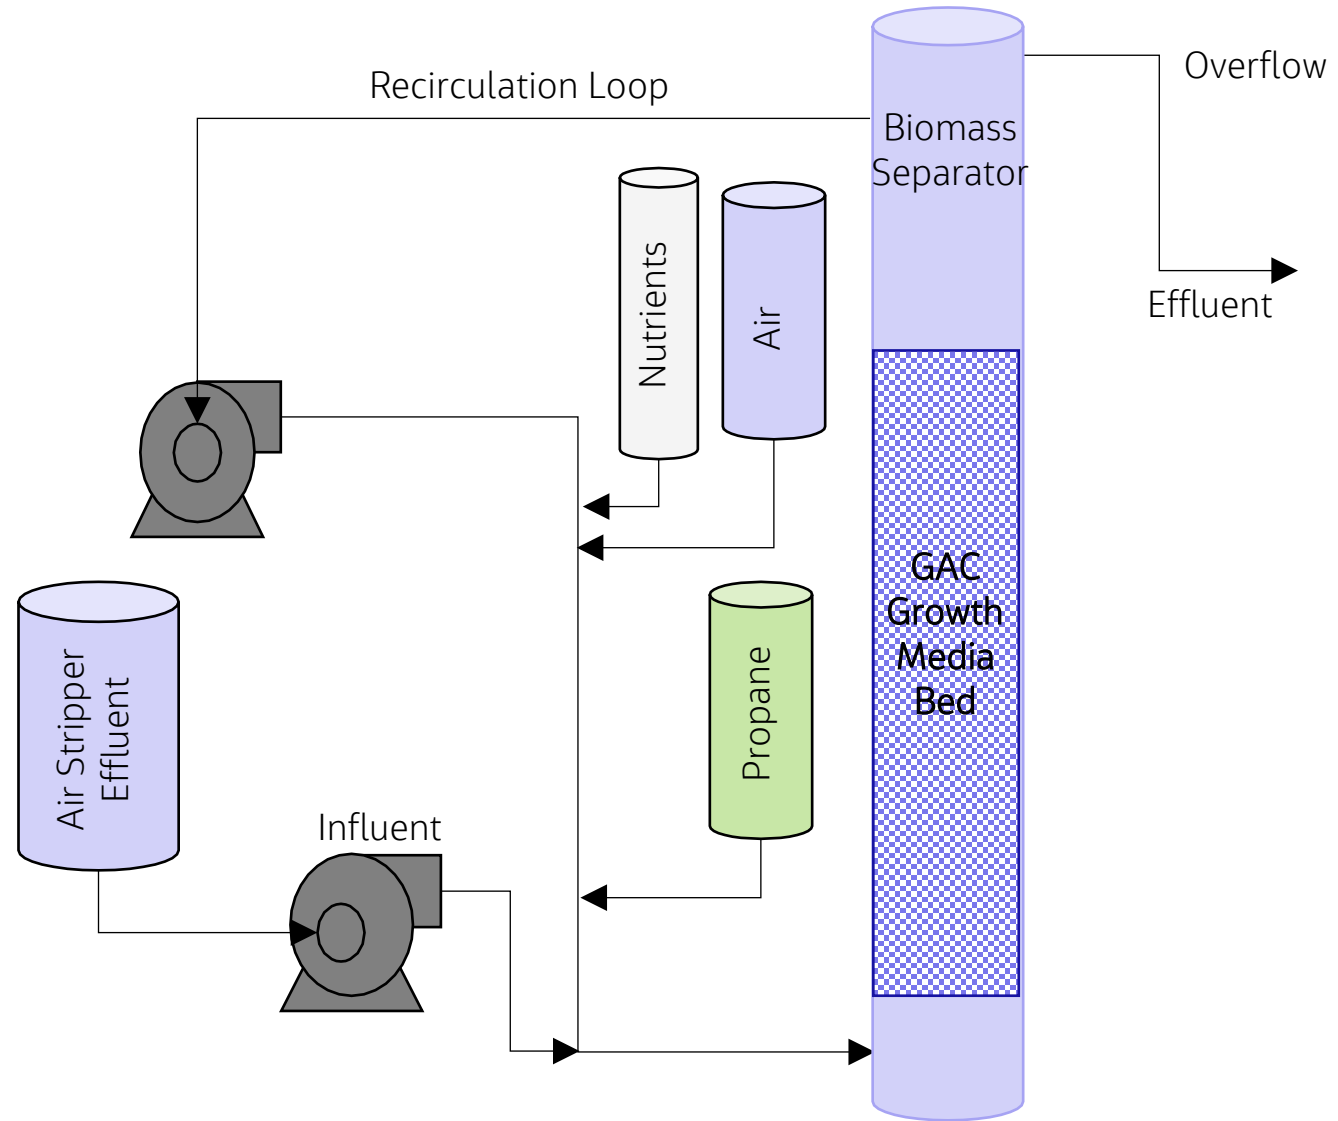 Overflow
Recirculation Loop
Biomass
Separator
Nutrients
Air
Effluent
GAC
Growth
Media
Bed
Air Stripper
Effluent
Propane
Influent